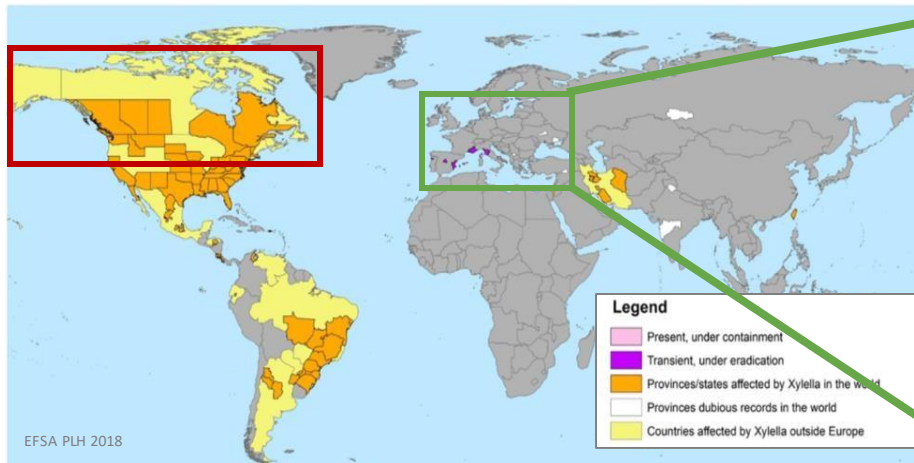 Legend
Present, under containment
Transient, under eradication
Provinces/states affected by Xylella in the world
Provinces dubious records in the world
Countries affected by Xylella outside Europe
EFSA PLH 2018